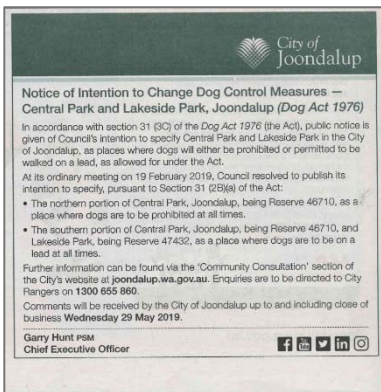 City of
Joondalup
Notice of Intention to Change Dog Control Measures —
Central Park and Lakeside Park, Joondalup (Dog Act 1976)
In accordance with section 31 (3C) of the Dog Act 1976 (the Act), public notice is
given of Council's intention to specify Central Park and Lakeside Park in the City
of Joondalup, as places where dogs will either be prohibited or permitted to be
walked on a lead, as allowed for under the Act.
At its ordinary meeting on 19 February 2019, Council resolved to publish its
intention to specify, pursuant to Section 31 (2B)(a) of the Act:
• The northern portion of Central Park, Joondalup, being Reserve 46710, as a
place where dogs are to be prohibited at all times.
• The southern portion of Central Park, Joondalup, being Reserve 46710, and
Lakeside Park, being Reserve 47432, as a place where dogs are to be on a
lead at all times.
Further information can be found via the 'Community Consultation' section of
the City's website at joondalup.wa.gov.au. Enquiries are to be directed to City
Rangers on 1300 655 860.
Comments will be received by the City of Joondalup up to and including close of
business Wednesday 29 May 2019.
Garry Hunt PSM
Chief Executive Officer